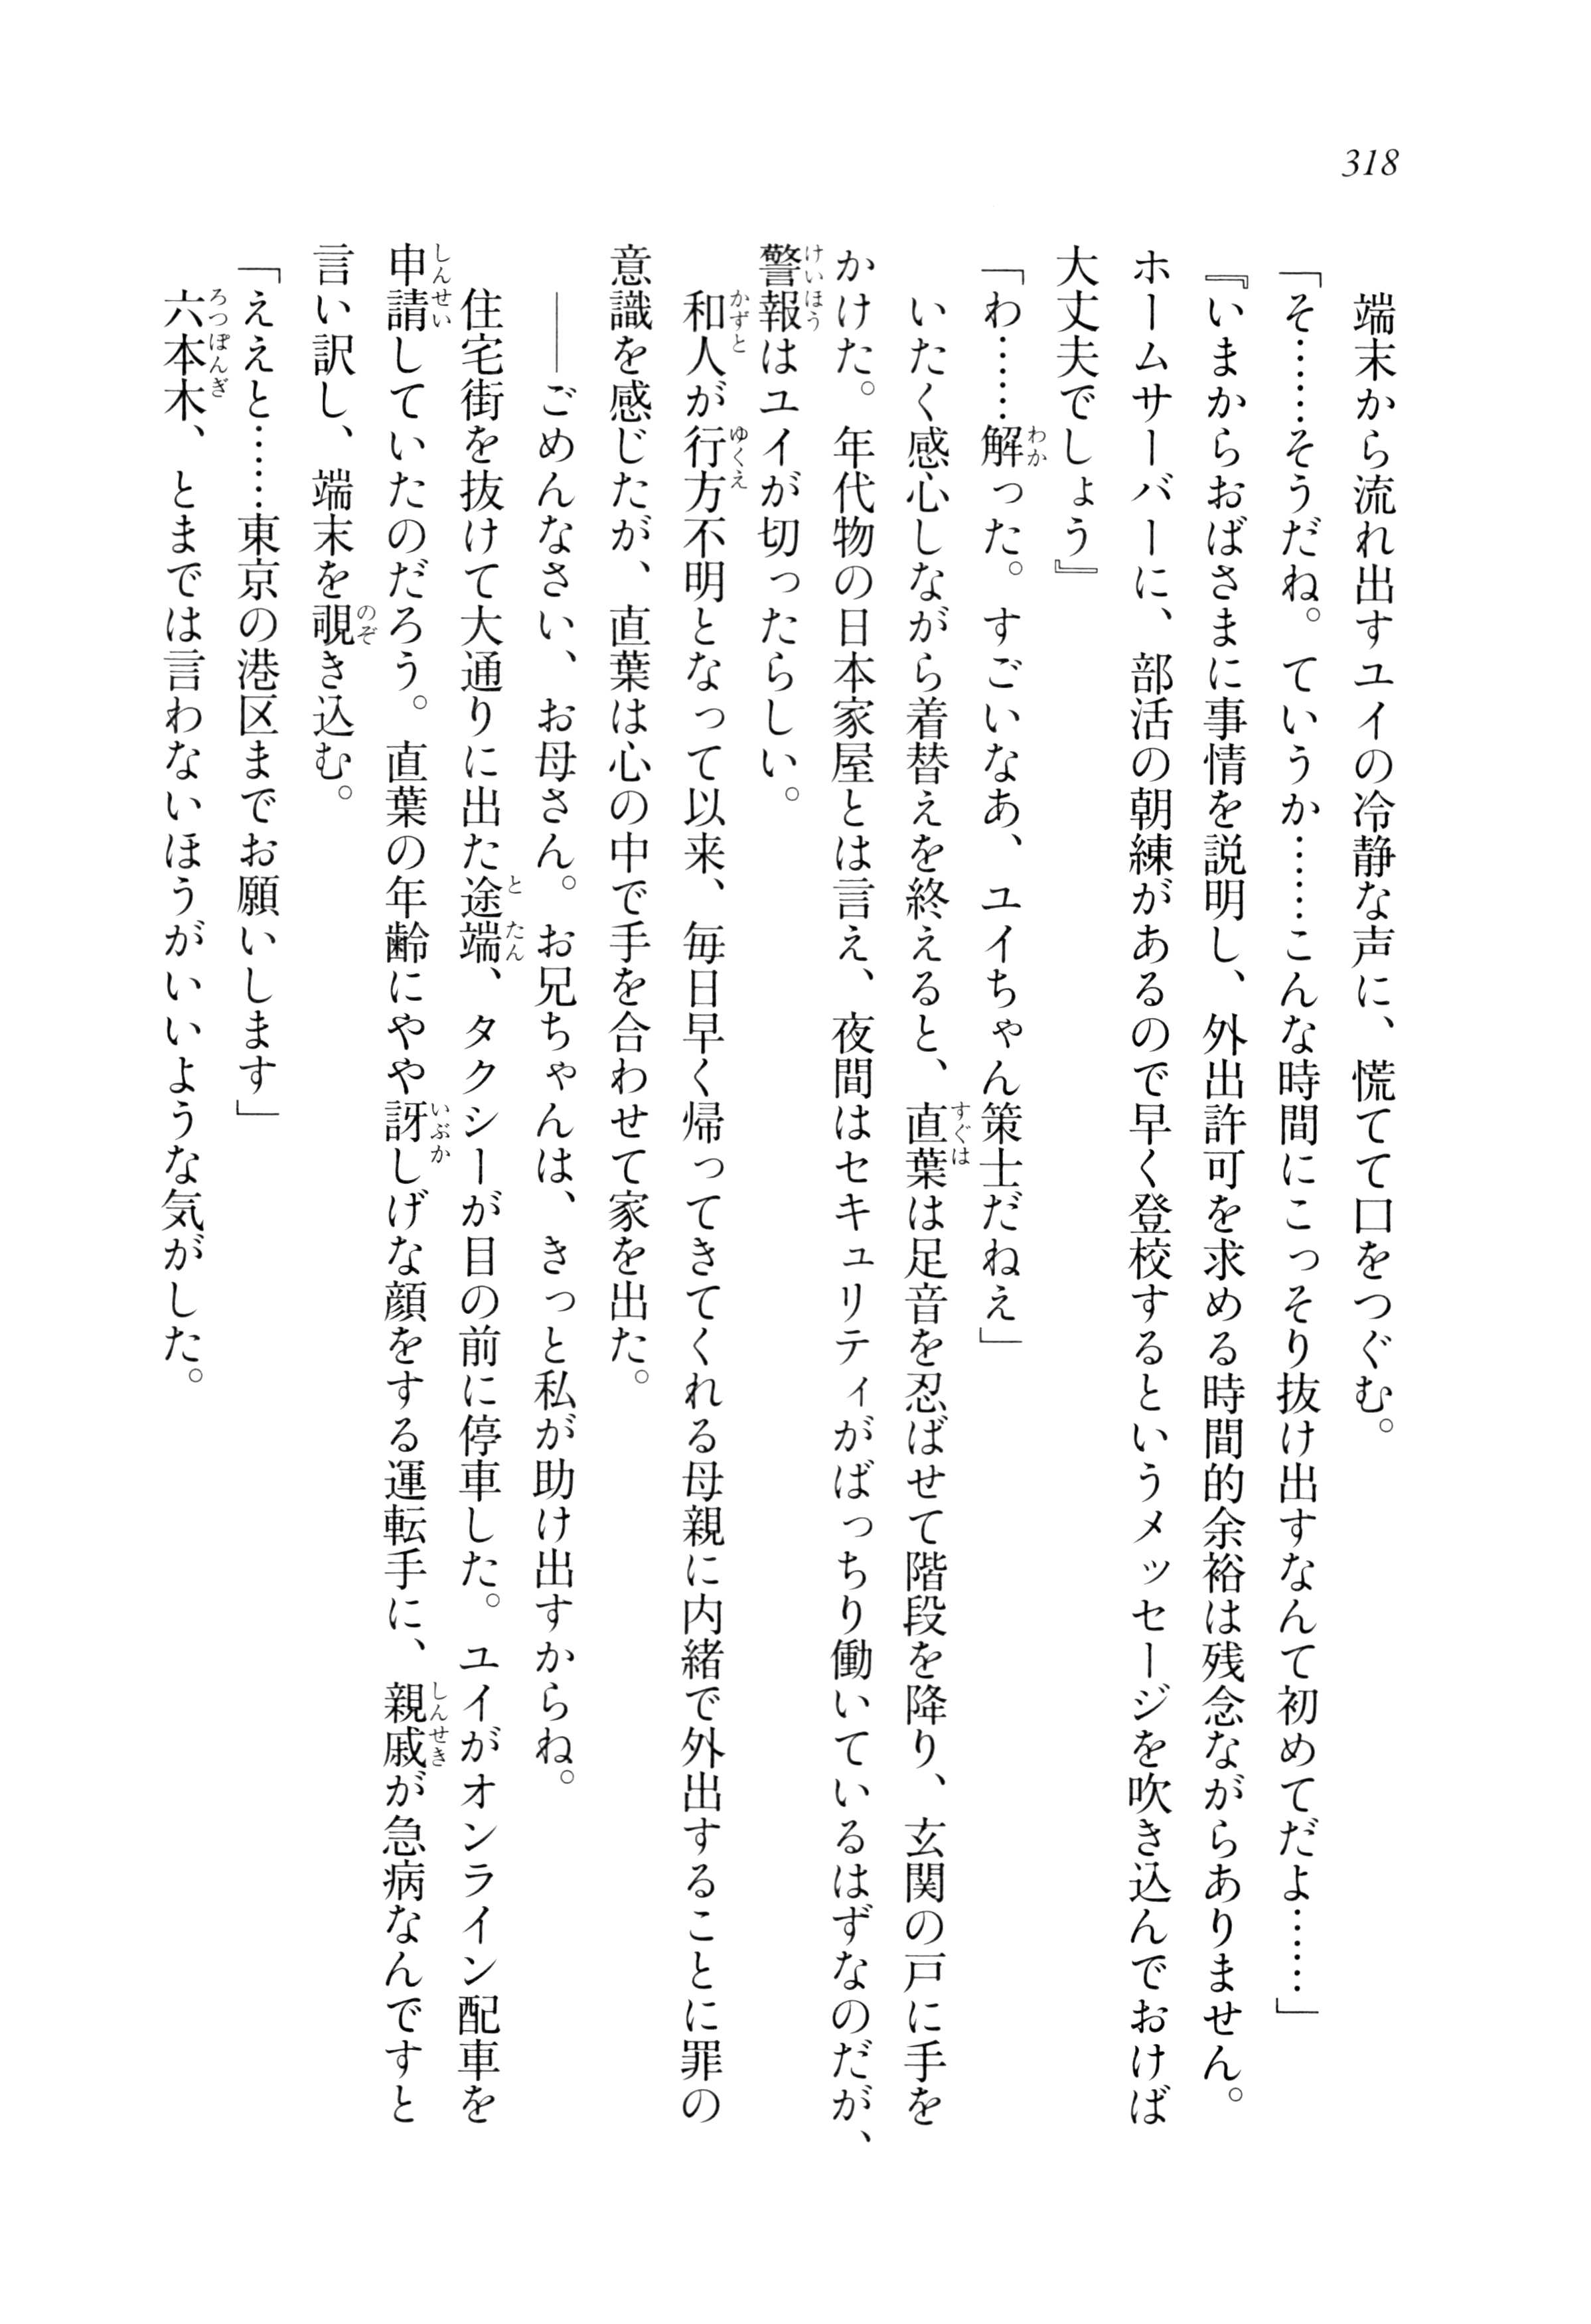 318
端末から流れ出すユイの冷静な声に、慌てて口をつぐむ。
「そ……そうだね。ていうか……こんな時間にこっそり抜け出すなんて初めてだよ……」
『いまからおばさまに事情を説明し、外出許可を求める時間的余裕は残念ながらありません。
ホームサーバーに、部活の朝練があるので早く登校するというメッセージを吹き込んでおけば
大丈夫でしょう』
「わ……解った。すごいなあ、ユイちゃん策士だねえ」
いたく感心しながら着替えを終えると、直葉は足音を忍ばせて階段を降り、玄関の戸に手を
かけた。年代物の日本家屋とは言え、夜間はセキュリティがばっちり働いているはずなのだが、
警報はユイが切ったらしい。
和人が行方不明となって以来、毎日早く帰ってきてくれる母親に内緒で外出することに罪の
意識を感じたが、直葉は心の中で手を合わせて家を出た。
――ごめんなさい、お母さん。お兄ちゃんは、きっと私が助け出すからね。
住宅街を抜けて大通りに出た途端、タクシーが目の前に停車した。ユイがオンライン配車を
申請していたのだろう。直葉の年齢にやや訝しげな顔をする運転手に、親戚が急病なんですと
言い訳し、端末を覗き込む。
「ええと……東京の港区までお願いします」
六本木、とまでは言わないほうがいいような気がした。